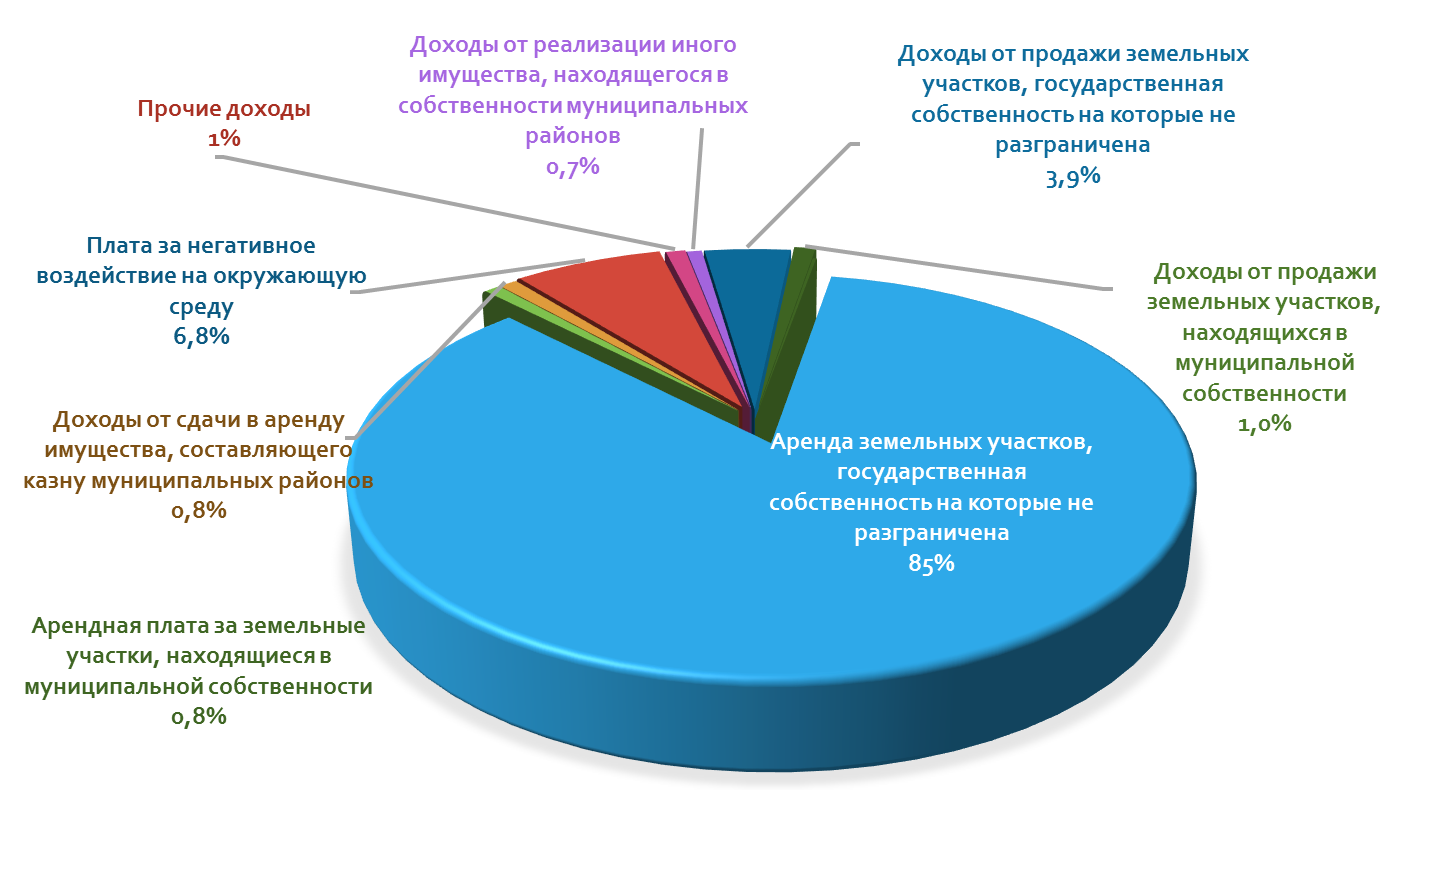 Доходы от реализации иного
имущества, находящегося в
собственности муниципальных
районов
0,7%
Доходы от продажи земельных
участков, государственная
собственность на которые не
разграничена
3,9%
Прочие доходы
1%
Плата за негативное
воздействие на окружающую
среду
6,8%
Доходы от продажи
земельных участков,
находящихся в
муниципальной
собственности
1,0%
Доходы от сдачи в аренду
имущества, составляющего
казну муниципальных районов
0,8%
Аренда земельных участков,
государственная
собственность на которые не
разграничена
85%
Арендная плата за земельные
участки, находящиеся в
муниципальной собственности
0,8%